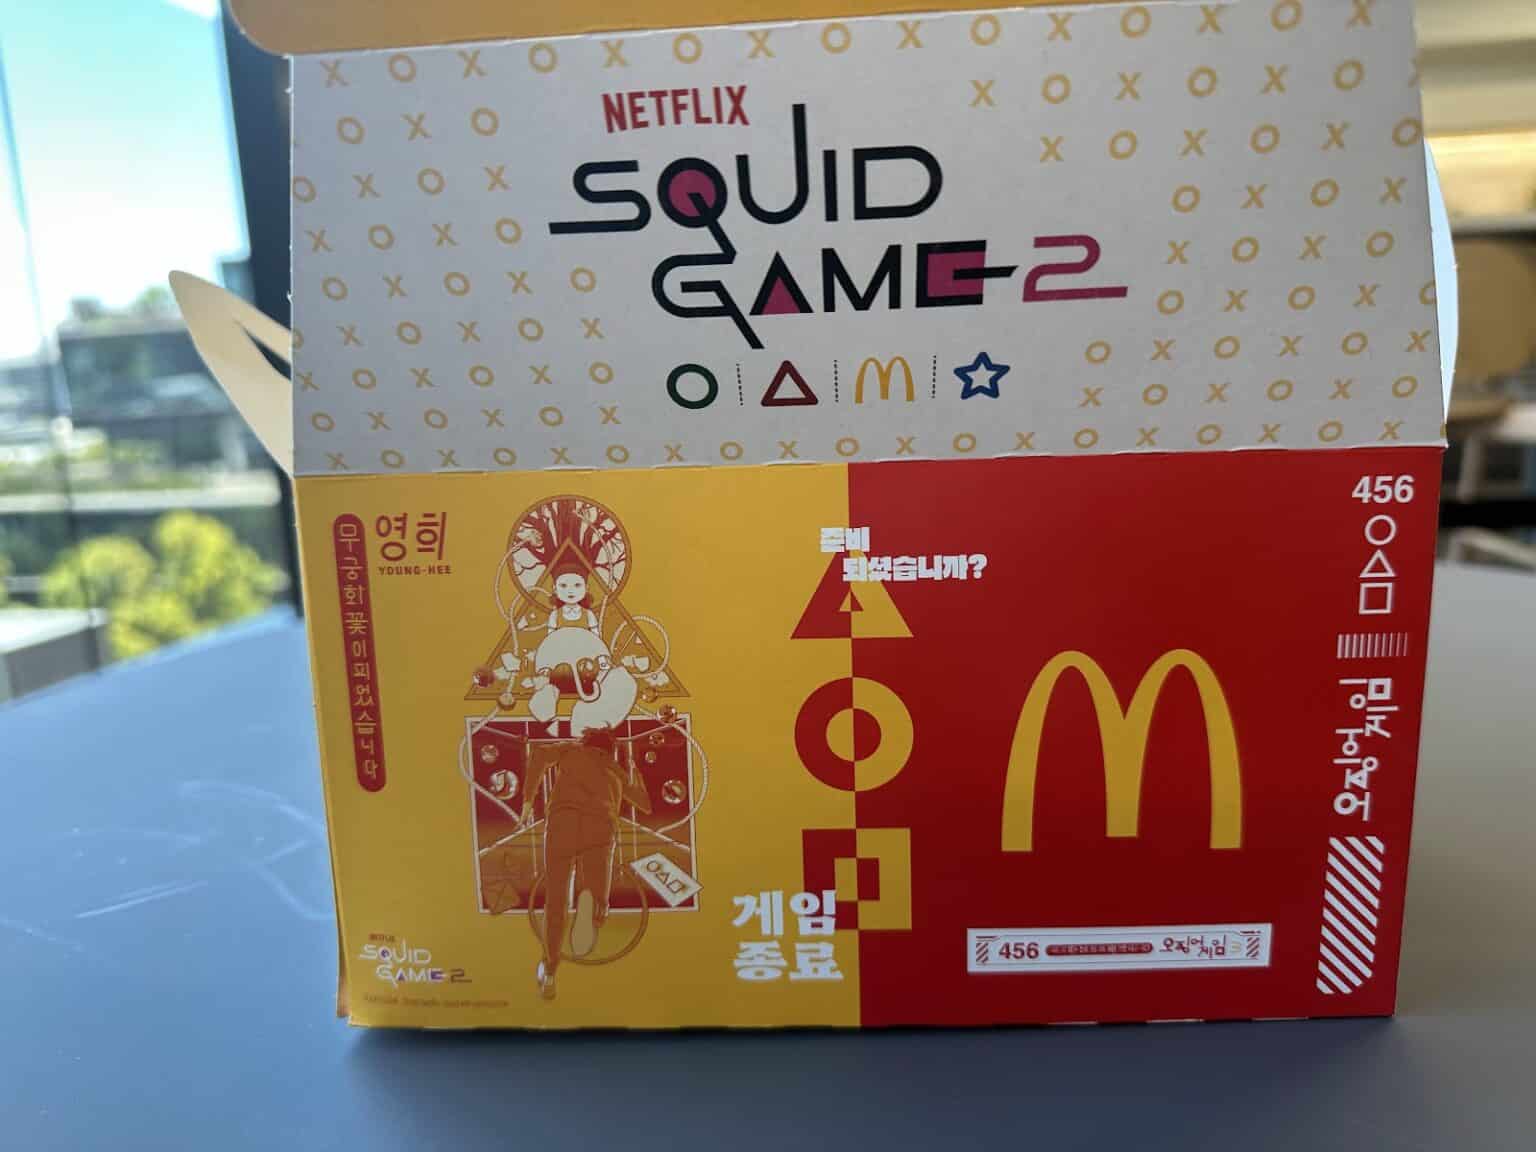 NETFLIX
SQUID
GAME 2
무궁화 꽃이 피었습니다
영희
YOUNG-HEE
준비
되셨습니까?
게임
종료
SQUID
GAME 2
456
오징어 게임
456
오징어 게임